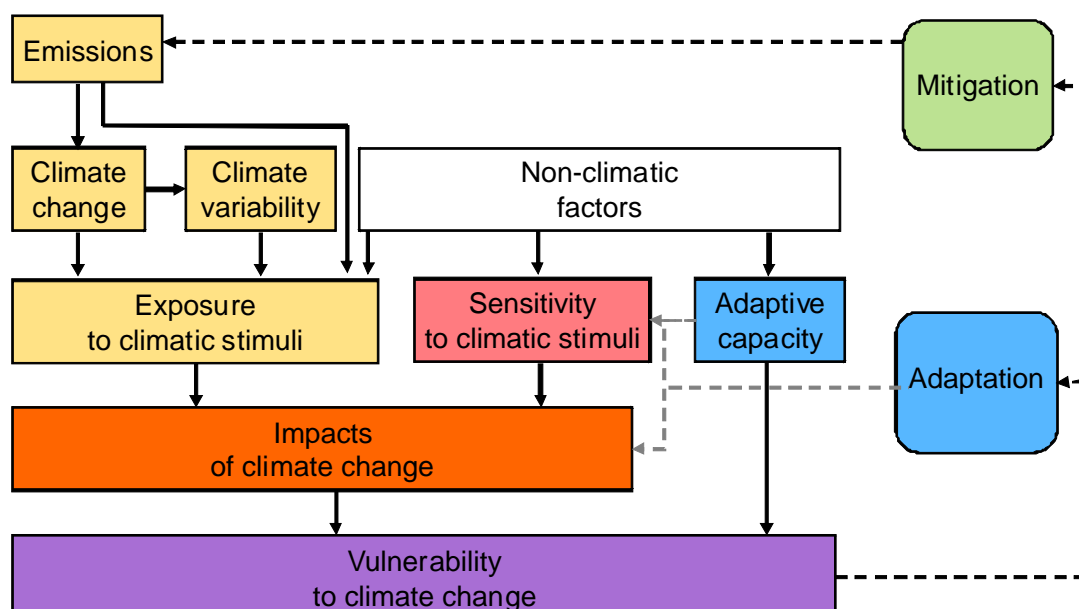 Emissions
Mitigation
Climate
change
Climate
variability
Non-climatic
factors
Exposure
to climatic stimuli
Sensitivity
to climatic stimuli
Adaptive
capacity
Adaptation
Impacts
of climate change
Vulnerability
to climate change